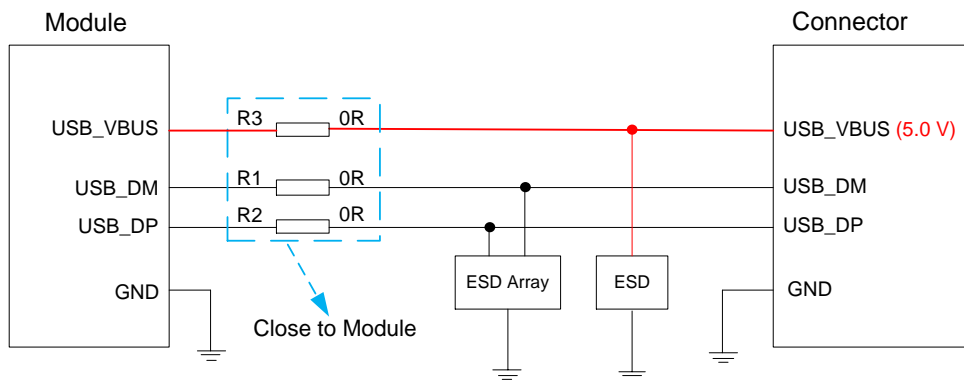 Module
Connector
R3 0R
USB_VBUS
USB_VBUS (5.0 V)
R1 0R
USB_DM
USB_DM
R2 0R
USB_DP
USB_DP
ESD Array
ESD
GND
GND
Close to Module